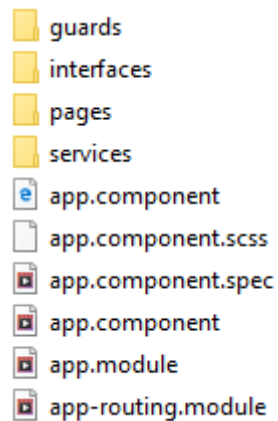 guards
interfaces
pages
services
app.component
app.component.scss
app.component.spec
app.component
app.module
app-routing.module